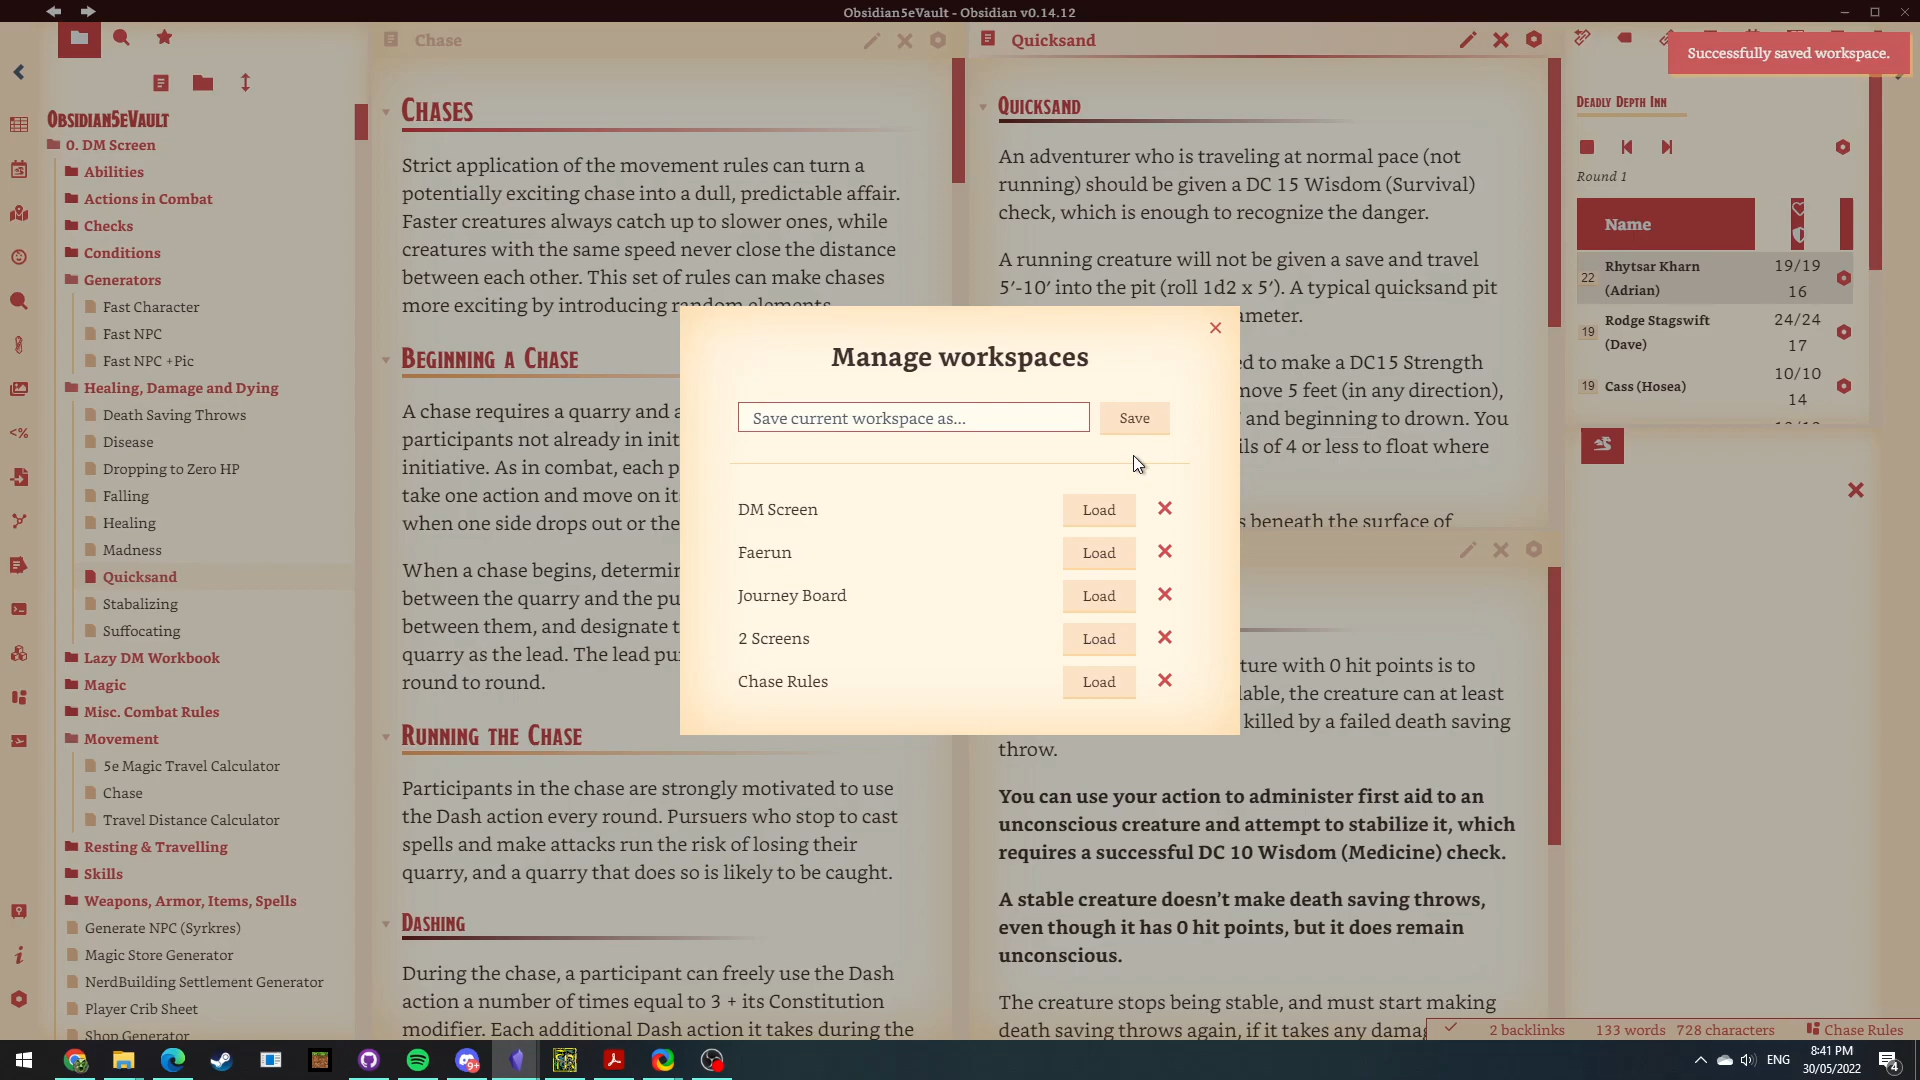 Obsidian5eVault - Obsidian v0.14.12
Successfully saved workspace.
Obsidian5eVault
0. DM Screen
Abilities
Actions in Combat
Checks
Conditions
Generators
Fast Character
Fast NPC
Fast NPC +Pic
Healing, Damage and Dying
Death Saving Throws
Disease
Dropping to Zero HP
Falling
Healing
Madness
Quicksand
Stabalizing
Suffocating
Lazy DM Workbook
Magic
Misc. Combat Rules
Movement
5e Magic Travel Calculator
Chase
Travel Distance Calculator
Resting & Travelling
Skills
Weapons, Armor, Items, Spells
Generate NPC (Syrkres)
Magic Store Generator
NerdBuilding Settlement Generator
Player Crib Sheet
Shop Generator
Chase
Chases
Strict application of the movement rules can turn a
potentially exciting chase into a dull, predictable affair.
Faster creatures always catch up to slower ones, while
creatures with the same speed never close the distance
between each other. This set of rules can make chases
more exciting by introducing random elements.
Beginning a Chase
A chase requires a quarry and a
participants not already in init
initiative. As in combat, each p
take one action and move on it
when one side drops out or the
When a chase begins, determin
between the quarry and the pu
between them, and designate t
quarry as the lead. The lead pu
round to round.
Running the Chase
Participants in the chase are strongly motivated to use
the Dash action every round. Pursuers who stop to cast
spells and make attacks run the risk of losing their
quarry, and a quarry that does so is likely to be caught.
Dashing
During the chase, a participant can freely use the Dash
action a number of times equal to 3 + its Constitution
modifier. Each additional Dash action it takes during the
Manage workspaces
Save current workspace as...
Save
DM Screen
Load
Faerun
Load
Journey Board
Load
2 Screens
Load
Chase Rules
Load
Quicksand
Quicksand
An adventurer who is traveling at normal pace (not
running) should be given a DC 15 Wisdom (Survival)
check, which is enough to recognize the danger.
A running creature will not be given a save and travel
5′-10′ into the pit (roll 1d2 x 5′). A typical quicksand pit
ameter.
ed to make a DC15 Strength
move 5 feet (in any direction),
and beginning to drown. You
ils of 4 or less to float where
s beneath the surface of
ture with 0 hit points is to
lable, the creature can at least
killed by a failed death saving
throw.
You can use your action to administer first aid to an
unconscious creature and attempt to stabilize it, which
requires a successful DC 10 Wisdom (Medicine) check.
A stable creature doesn't make death saving throws,
even though it has 0 hit points, but it does remain
unconscious.
The creature stops being stable, and must start making
death saving throws again, if it takes any damag
Deadly Depth Inn
Round 1
Name
22 Rhytsar Kharn (Adrian) 19/19 16
19 Rodge Stagswift (Dave) 24/24 17
19 Cass (Hosea) 10/10 14
2 backlinks 133 words 728 characters Chase Rules
9+
ENG
8:41 PM
30/05/2022
4